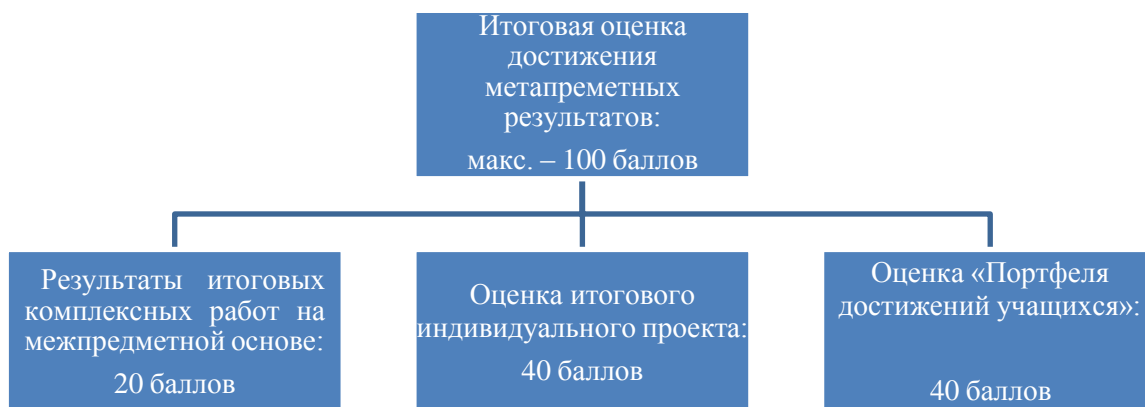 Итоговая оценка
достижения
метапреметных
результатов:
макс. – 100 баллов
Результаты итоговых
комплексных работ на
межпредметной основе:
20 баллов
Оценка итогового
индивидуального проекта:
40 баллов
Оценка «Портфеля
достижений учащихся»:
40 баллов